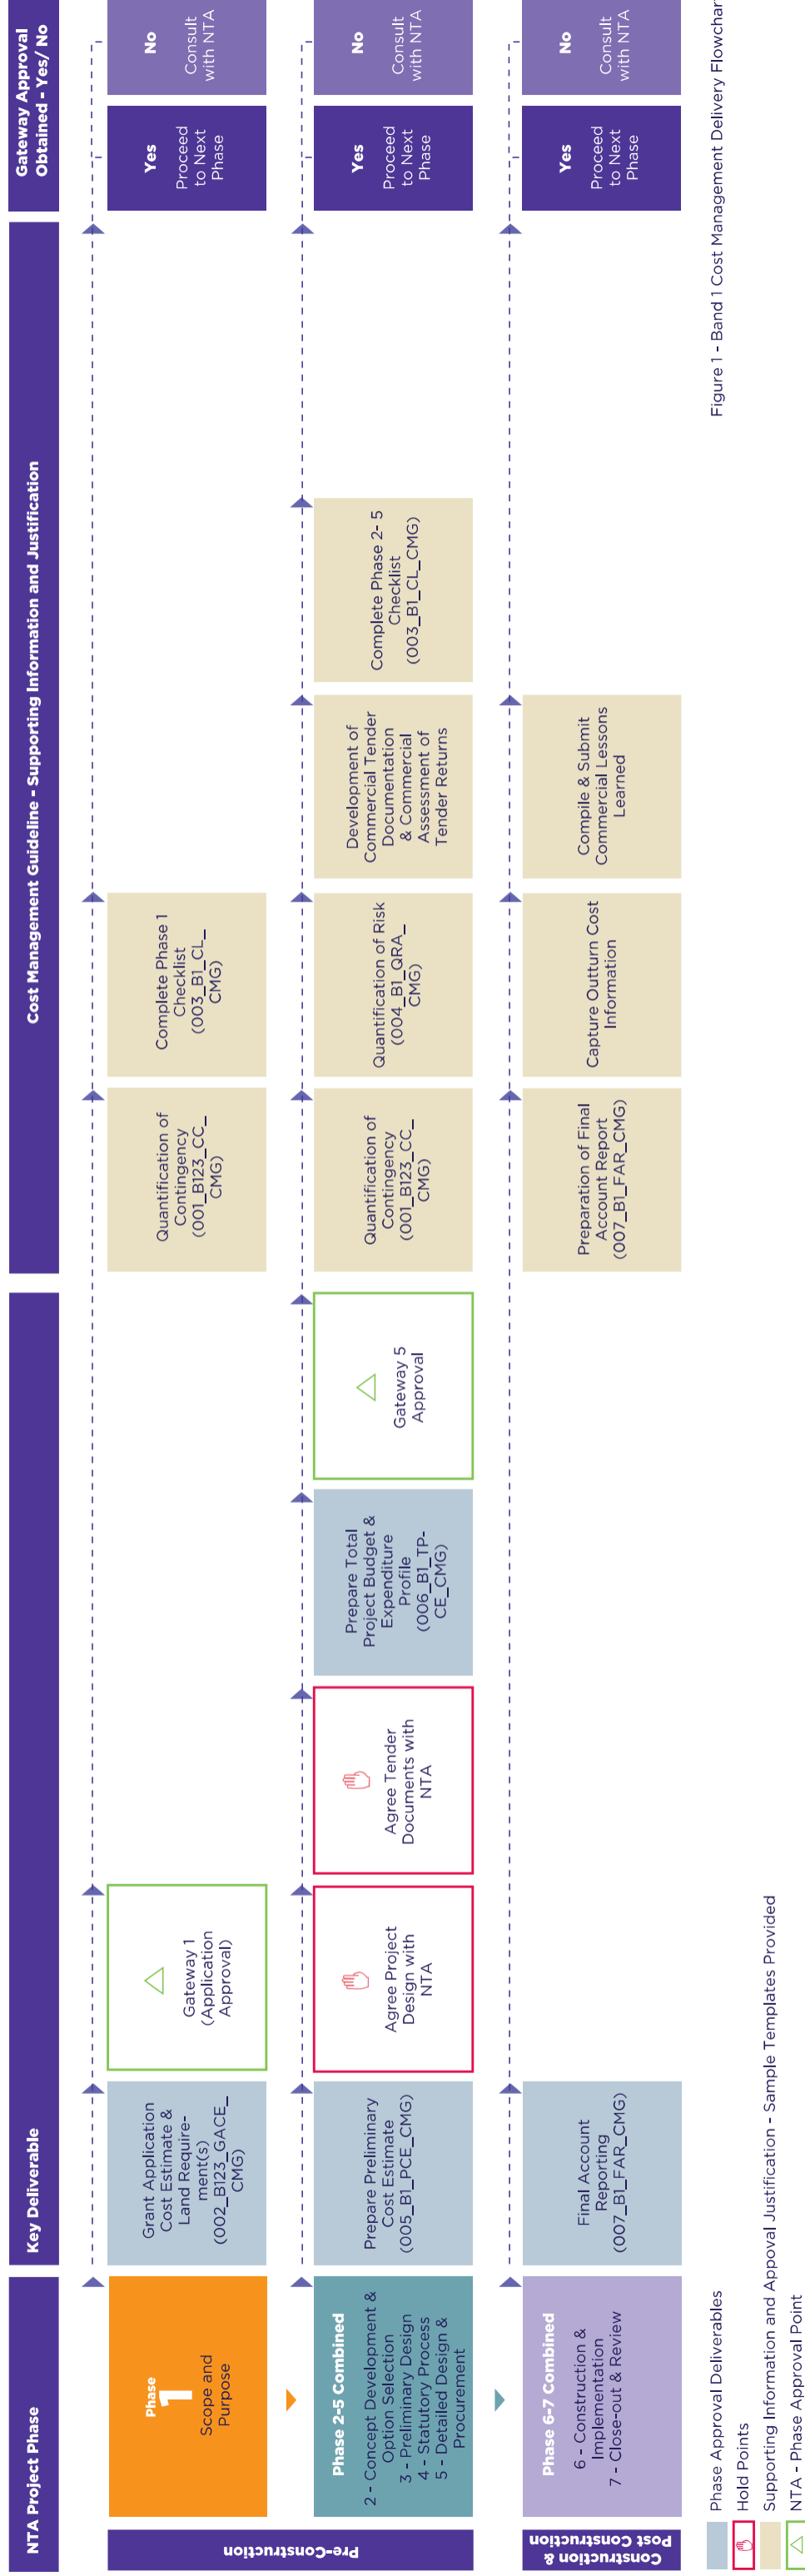 NTA Project Phase
Key Deliverable
Cost Management Guideline - Supporting Information and Justification
Gateway Approval
Obtained - Yes/ No
Pre-Construction
Phase
1
Scope and
Purpose
Grant Application
Cost Estimate &
Land Require-
ment(s)
(002_B123_GACE_
CMG)
Gateway 1
(Application
Approval)
Quantification of
Contingency
(001_B123_CC_
CMG)
Complete Phase 1
Checklist
(003_B1_CL_
CMG)
Yes
Proceed
to Next
Phase
No
Consult
with NTA
Phase 2-5 Combined
2 - Concept Development &
Option Selection
3 - Preliminary Design
4 - Statutory Process
5 - Detailed Design &
Procurement
Prepare Preliminary
Cost Estimate
(005_B1_PCE_CMG)
Agree Project
Design with
NTA
Agree Tender
Documents with
NTA
Prepare Total
Project Budget &
Expenditure
Profile
(006_B1_TP-
CE_CMG)
Gateway 5
Approval
Quantification of
Contingency
(001_B123_CC_
CMG)
Quantification of Risk
(004_B1_QRA_
CMG)
Development of
Commercial Tender
Documentation
& Commercial
Assessment of
Tender Returns
Complete Phase 2- 5
Checklist
(003_B1_CL_CMG)
Yes
Proceed
to Next
Phase
No
Consult
with NTA
Construction &
Post Construction
Phase 6-7 Combined
6 - Construction &
Implementation
7 - Close-out & Review
Final Account
Reporting
(007_B1_FAR_CMG)
Preparation of Final
Account Report
(007_B1_FAR_CMG)
Capture Outturn Cost
Information
Compile & Submit
Commercial Lessons
Learned
Yes
Proceed
to Next
Phase
No
Consult
with NTA
Phase Approval Deliverables
Hold Points
Supporting Information and Appoval Justification - Sample Templates Provided
NTA - Phase Approval Point
Figure 1 - Band 1 Cost Management Delivery Flowchar